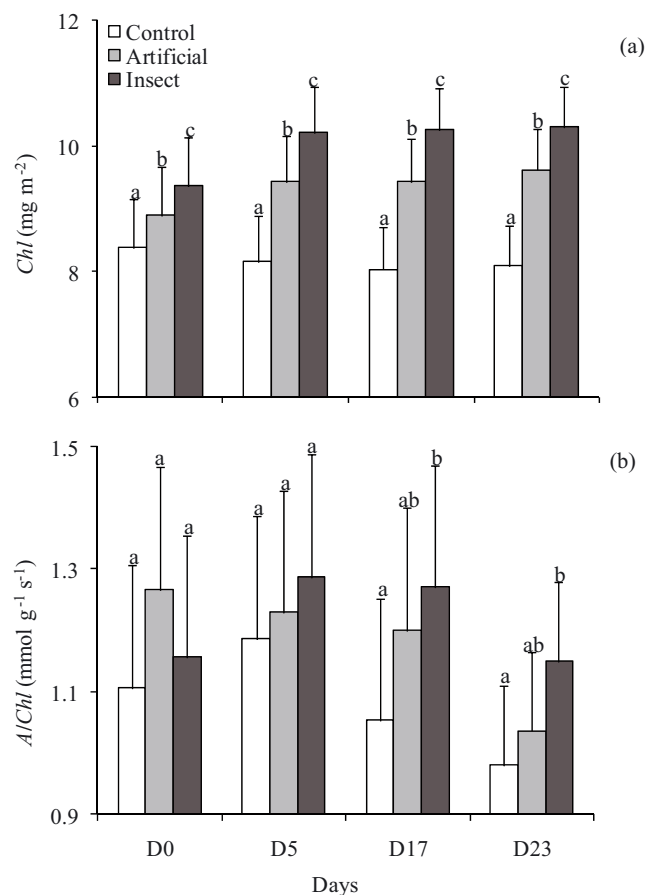 12
Control
Artificial
Insect
(a)
c
c
c
c
b
b
b
b
a
a
a
a
10
8
6
Chl (mg m⁻²)
1.5
(b)
a
a
a
a
a
a
a
ab
b
a
ab
b
1.3
1.1
0.9
A/Chl (mmol g⁻¹ s⁻¹)
D0 D5 D17 D23
Days